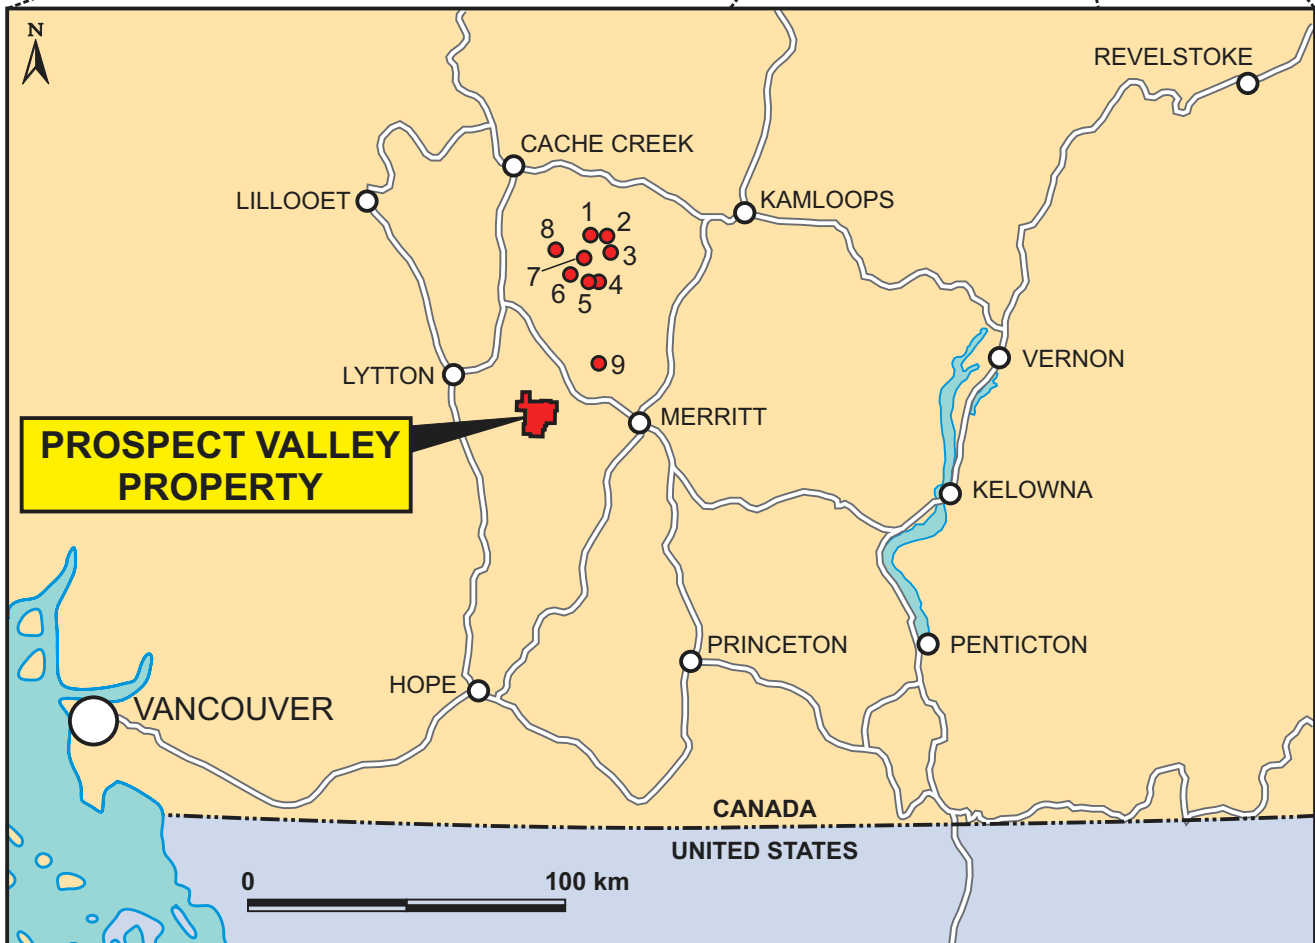 N
REVELSTOKE
CACHE CREEK
LILLOOET
KAMLOOPS
1
2
8
3
7
6
5
4
VERNON
9
LYTTON
MERRITT
PROSPECT VALLEY
PROPERTY
KELOWNA
PRINCETON
PENTICTON
HOPE
VANCOUVER
CANADA
UNITED STATES
0
100 km